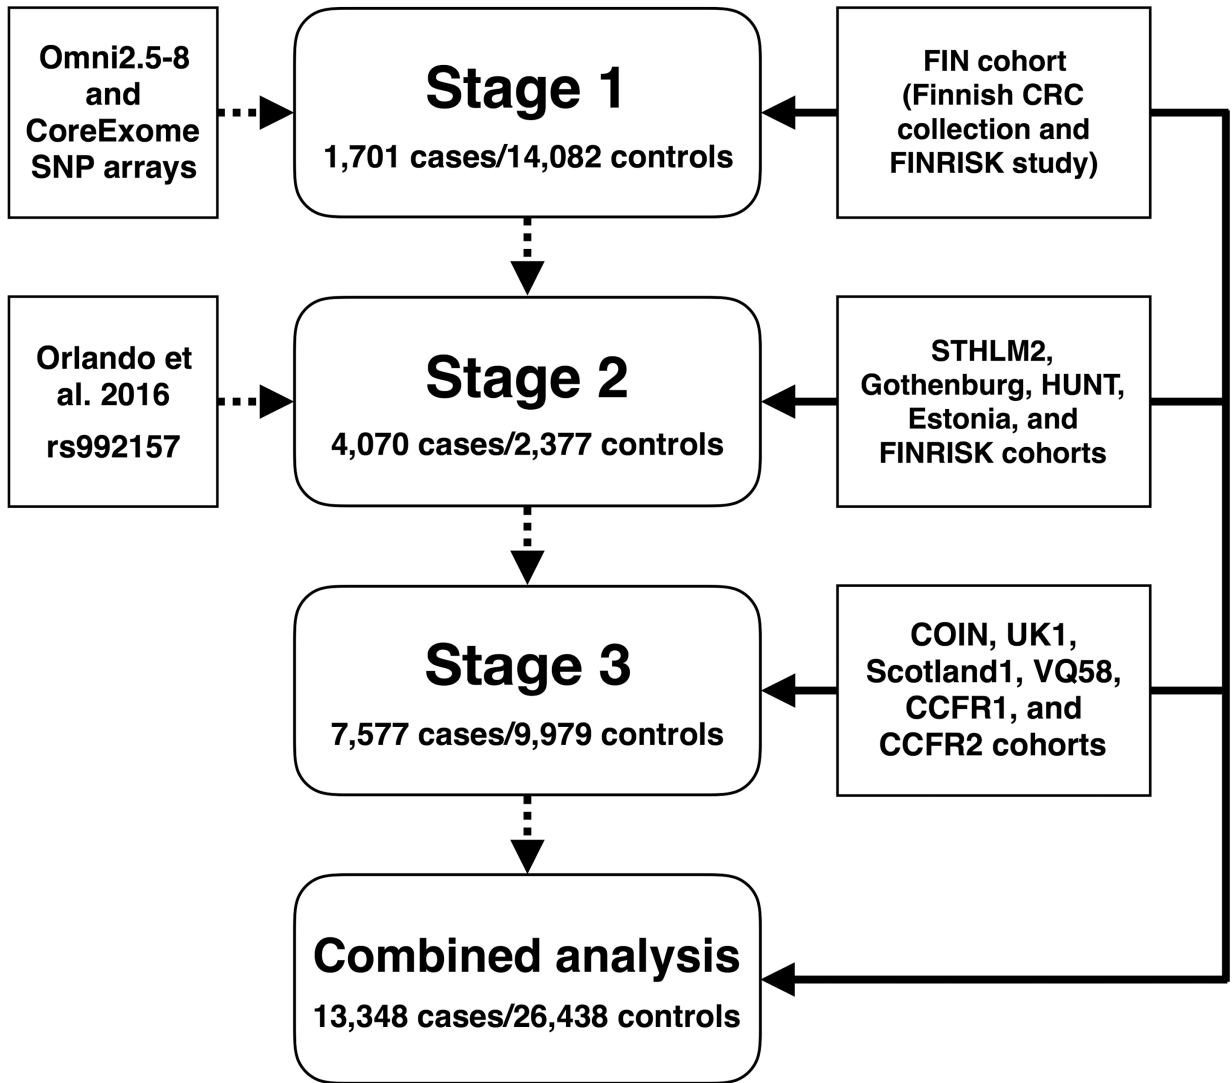 Omni2.5-8
and
CoreExome
SNP arrays
Stage 1
1,701 cases/14,082 controls
FIN cohort
(Finnish CRC
collection and
FINRISK study)
Orlando et
al. 2016
rs992157
Stage 2
4,070 cases/2,377 controls
STHLM2,
Gothenburg, HUNT,
Estonia, and
FINRISK cohorts
Stage 3
7,577 cases/9,979 controls
COIN, UK1,
Scotland1, VQ58,
CCFR1, and
CCFR2 cohorts
Combined analysis
13,348 cases/26,438 controls